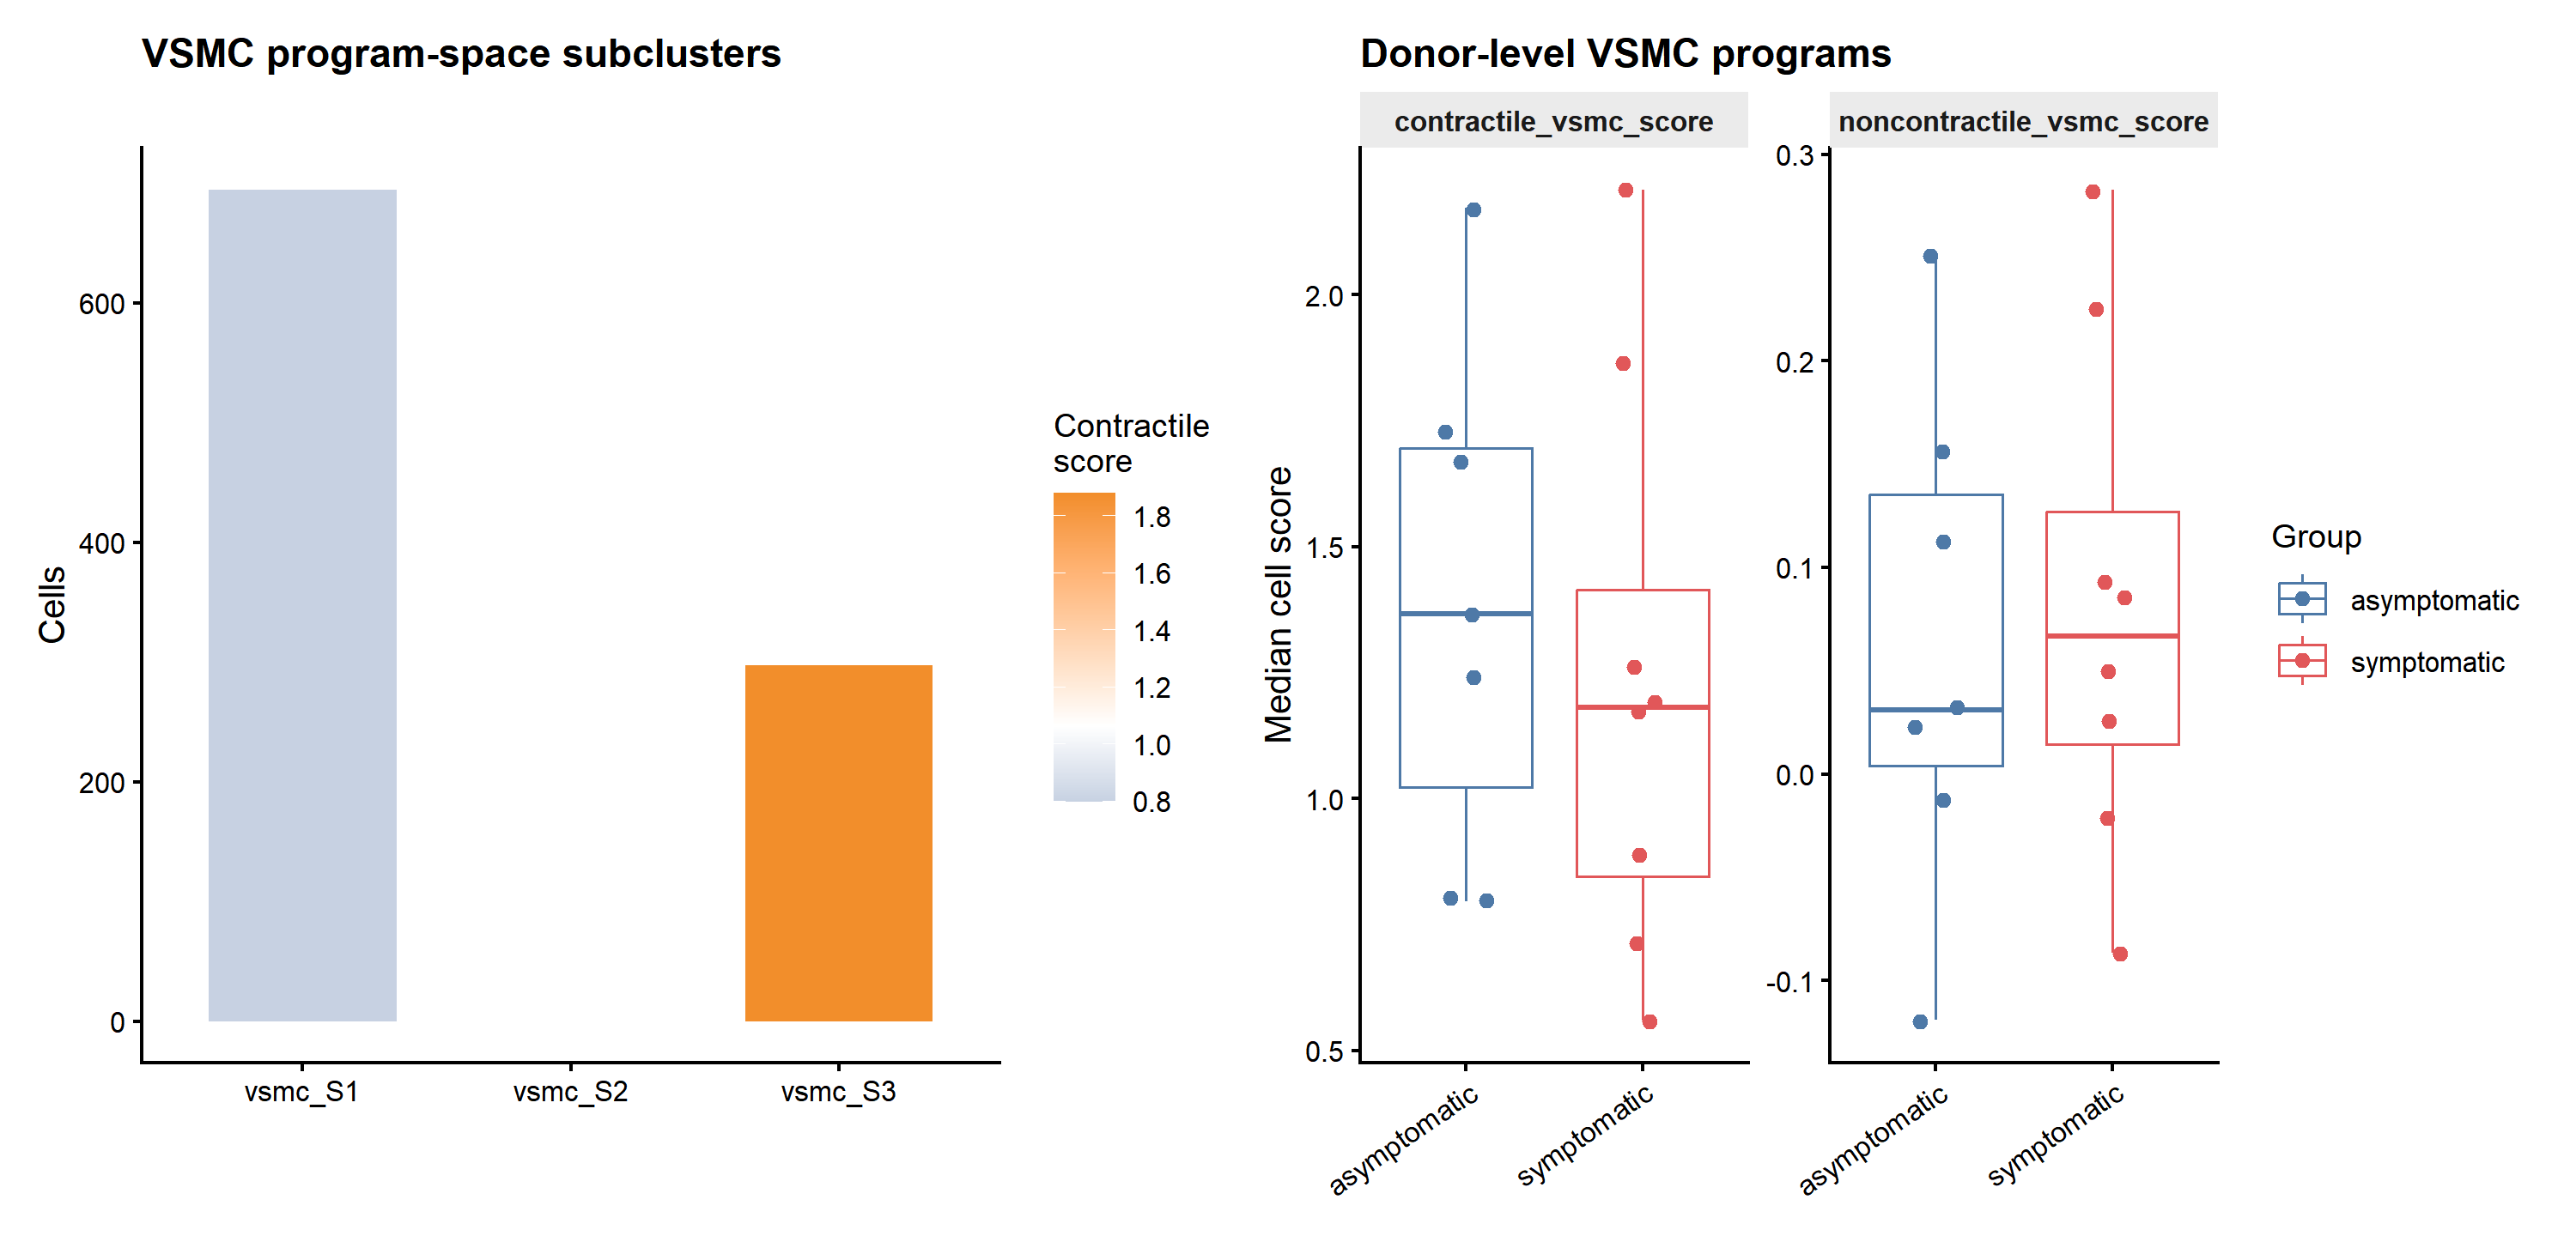 VSMC program-space subclusters
Cells
600
400
200
0
vsmc_S1
vsmc_S2
vsmc_S3
Contractile
score
1.8
1.6
1.4
1.2
1.0
0.8
Donor-level VSMC programs
contractile_vsmc_score
noncontractile_vsmc_score
Median cell score
2.0
1.5
1.0
0.5
0.3
0.2
0.1
0.0
-0.1
asymptomatic
symptomatic
asymptomatic
symptomatic
Group
asymptomatic
symptomatic